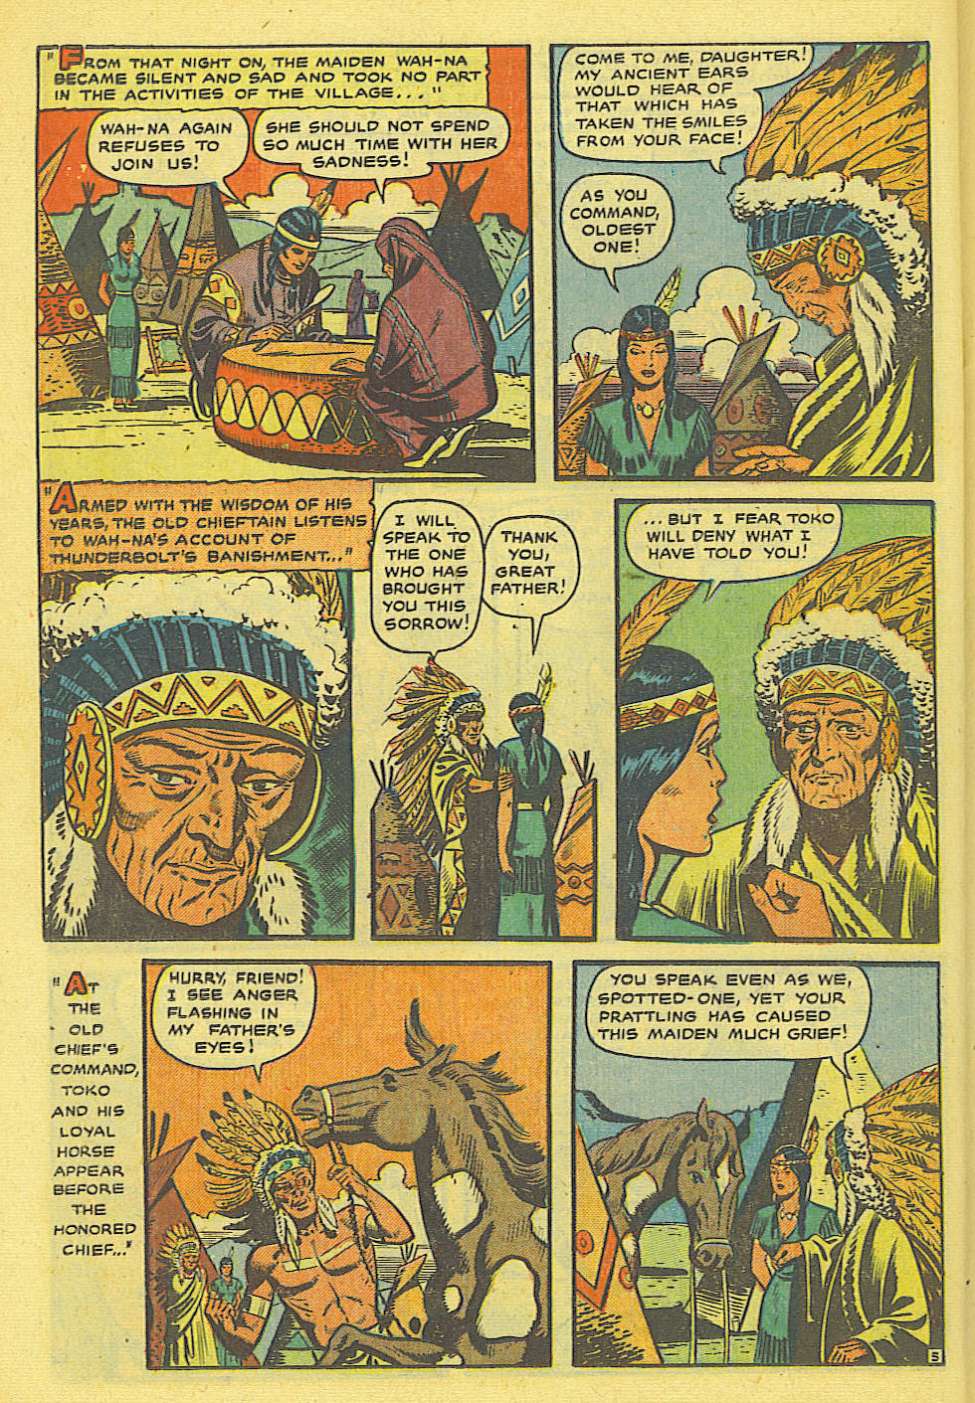 "FROM THAT NIGHT ON, THE MAIDEN WAH-NA
BECAME SILENT AND SAD AND TOOK NO PART
IN THE ACTIVITIES OF THE VILLAGE..."
WAH-NA AGAIN
REFUSES TO
JOIN US!
SHE SHOULD NOT SPEND
SO MUCH TIME WITH HER
SADNESS!
COME TO ME, DAUGHTER!
MY ANCIENT EARS
WOULD HEAR OF
THAT WHICH HAS
TAKEN THE SMILES
FROM YOUR FACE!
AS YOU
COMMAND,
OLDEST
ONE!
"ARMED WITH THE WISDOM OF HIS
YEARS, THE OLD CHIEFTAIN LISTENS
TO WAH-NA'S ACCOUNT OF
THUNDERBOLT'S BANISHMENT..."
I WILL
SPEAK TO
THE ONE
WHO HAS
BROUGHT
YOU THIS
SORROW!
THANK
YOU,
GREAT
FATHER!
...BUT I FEAR TOKO
WILL DENY WHAT I
HAVE TOLD YOU!
"AT
THE
OLD
CHIEF'S
COMMAND,
TOKO
AND HIS
LOYAL
HORSE
APPEAR
BEFORE
THE
HONORED
CHIEF..."
HURRY, FRIEND!
I SEE ANGER
FLASHING IN
MY FATHER'S
EYES!
YOU SPEAK EVEN AS WE,
SPOTTED-ONE, YET YOUR
PRATTLING HAS CAUSED
THIS MAIDEN MUCH GRIEF!
5